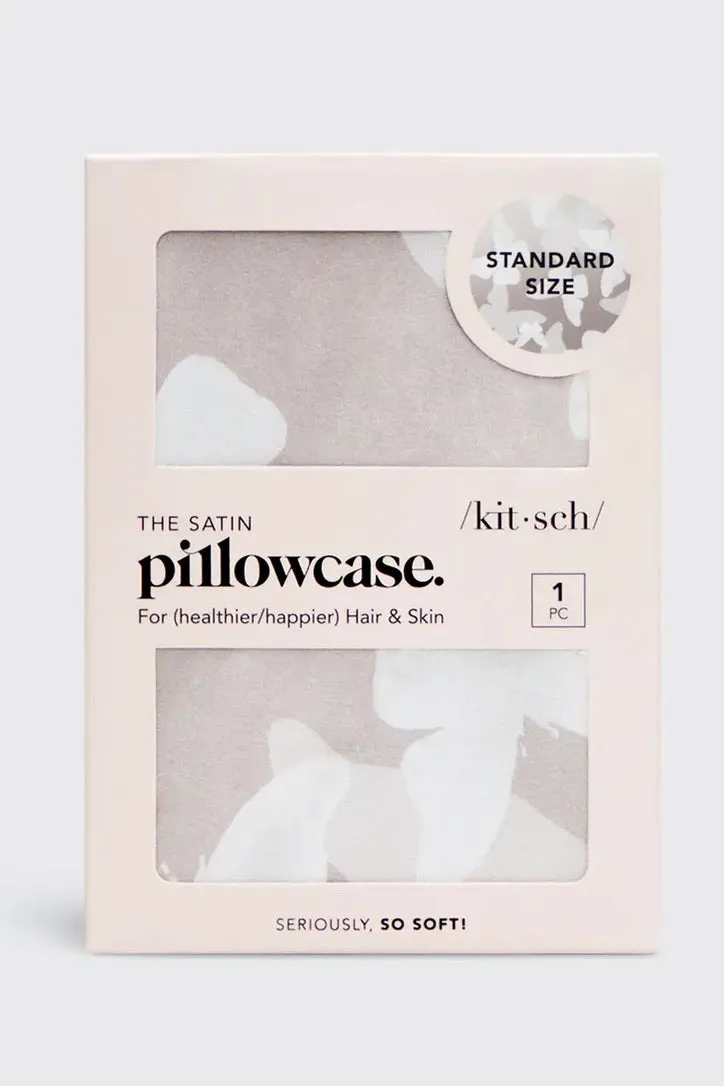 STANDARD
SIZE
THE SATIN
/kit·sch/
pillowcase.
For (healthier/happier) Hair & Skin
1
PC
SERIOUSLY, SO SOFT!